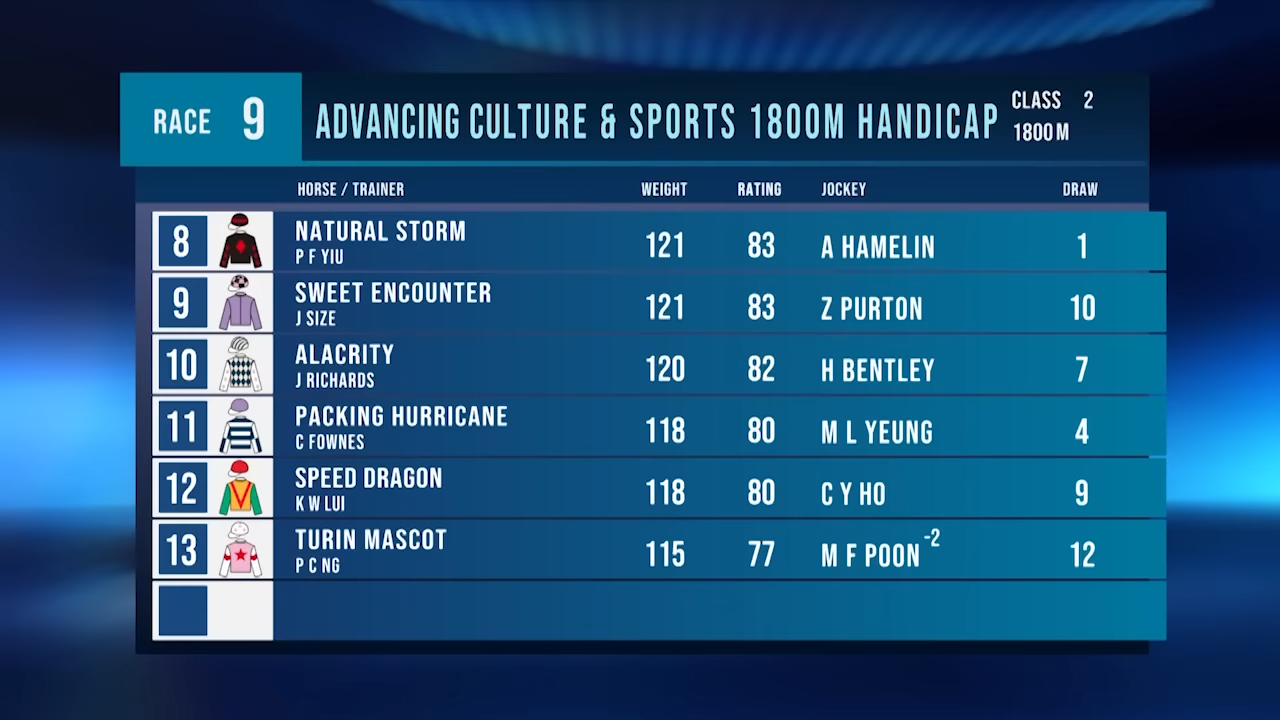 RACE 9 ADVANCING CULTURE & SPORTS 1800M HANDICAP CLASS 2
1800 M
HORSE / TRAINER WEIGHT RATING JOCKEY DRAW
8 NATURAL STORM 121 83 A HAMELIN 1
P F YIU
9 SWEET ENCOUNTER 121 83 Z PURTON 10
J SIZE
10 ALACRITY 120 82 H BENTLEY 7
J RICHARDS
11 PACKING HURRICANE 118 80 M L YEUNG 4
C FOWNES
12 SPEED DRAGON 118 80 C Y HO 9
K W LUI
13 TURIN MASCOT 115 77 M F POON -2 12
P C NG